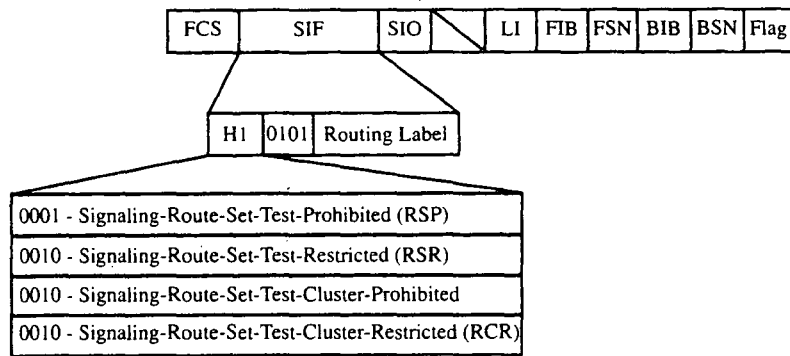 FCS SIF SIO LI FIB FSN BIB BSN Flag
H1 0101 Routing Label
0001 - Signaling-Route-Set-Test-Prohibited (RSP)
0010 - Signaling-Route-Set-Test-Restricted (RSR)
0010 - Signaling-Route-Set-Test-Cluster-Prohibited
0010 - Signaling-Route-Set-Test-Cluster-Restricted (RCR)